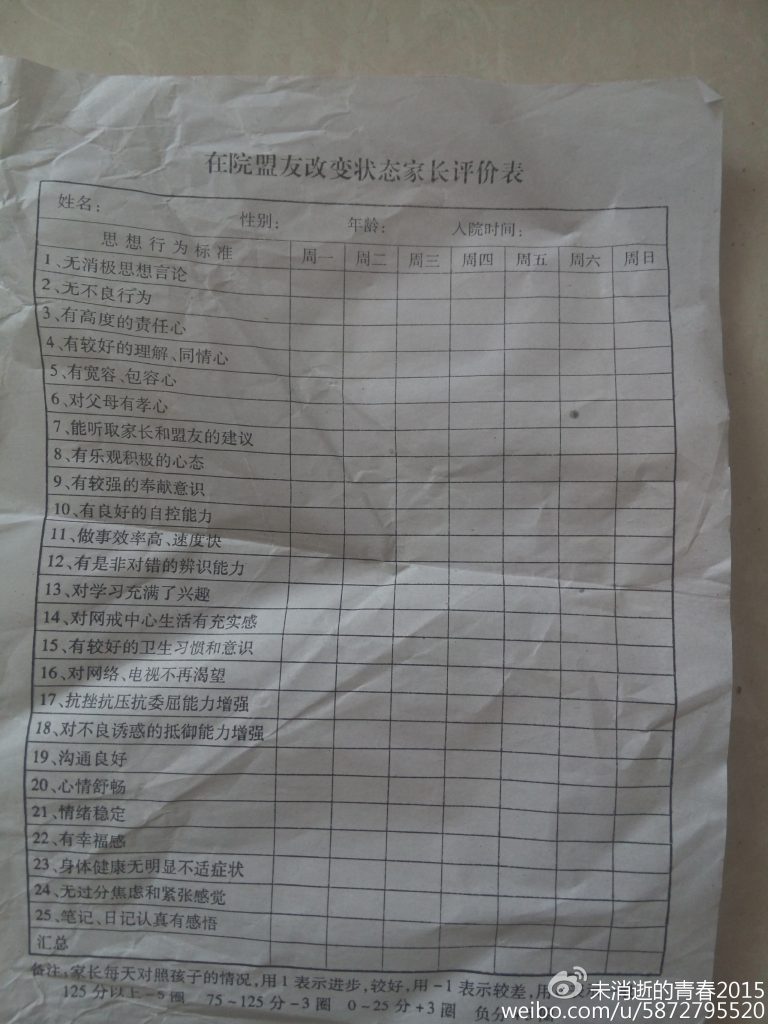 在院盟友改变状态家长评价表
姓名: 性别: 年龄: 入院时间:
思想行为标准 周一 周二 周三 周四 周五 周六 周日
1、无消极思想言论
2、无不良行为
3、有高度的责任心
4、有较好的理解、同情心
5、有宽容、包容心
6、对父母有孝心
7、能听取家长和盟友的建议
8、有乐观积极的心态
9、有较强的奉献意识
10、有良好的自控能力
11、做事效率高、速度快
12、有是非对错的辨识能力
13、对学习充满了兴趣
14、对网戒中心生活有充实感
15、有较好的卫生习惯和意识
16、对网络、电视不再渴望
17、抗挫抗压抗委屈能力增强
18、对不良诱惑的抵御能力增强
19、沟通良好
20、心情舒畅
21、情绪稳定
22、有幸福感
23、身体健康无明显不适症状
24、无过分焦虑和紧张感觉
25、笔记、日记认真有感悟
汇总
备注:家长每天对照孩子的情况,用1表示进步,较好,用-1表示较差,用
125分以上-5圈 75~125分-3圈 0~25分+3圈 负分
未消逝的青春2015
weibo.com/u/5872795520